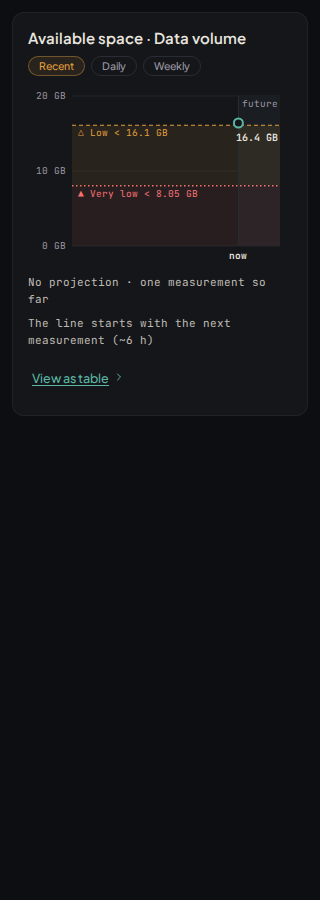 Available space · Data volume
Recent Daily Weekly
20 GB
future
△ Low < 16.1 GB
16.4 GB
10 GB
▲ Very low < 8.05 GB
0 GB
now
No projection · one measurement so
far
The line starts with the next
measurement (~6 h)
View as table ›